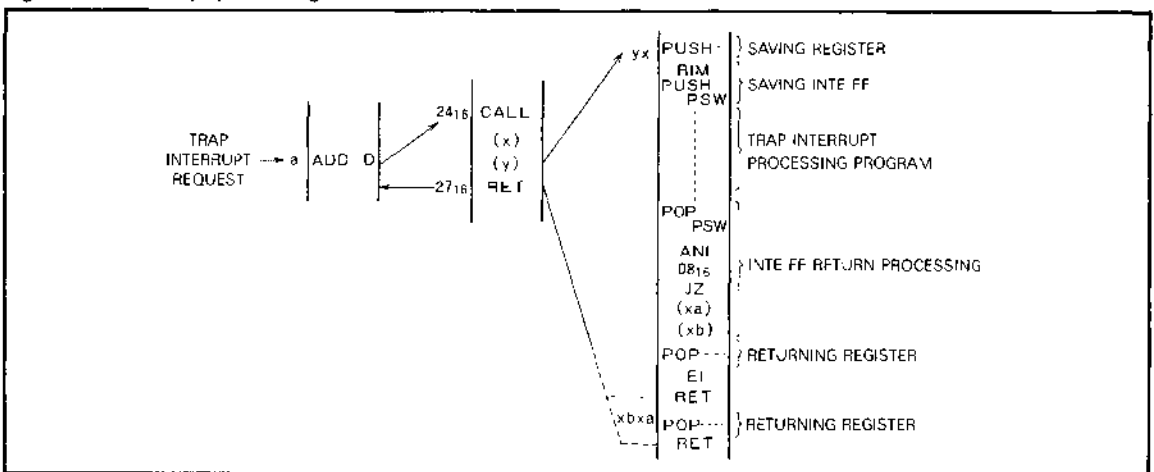 TRAP
INTERRUPT
REQUEST
a
ADD D
24₁₆
CALL
(x)
(y)
27₁₆
RET
yx
PUSH
RIM
PUSH
PSW
POP
PSW
ANI
08₁₆
JZ
(xa)
(xb)
POP
EI
RET
xbxa
POP
RET
SAVING REGISTER
SAVING INTE FF
TRAP INTERRUPT
PROCESSING PROGRAM
INTE FF RETURN PROCESSING
RETURNING REGISTER
RETURNING REGISTER